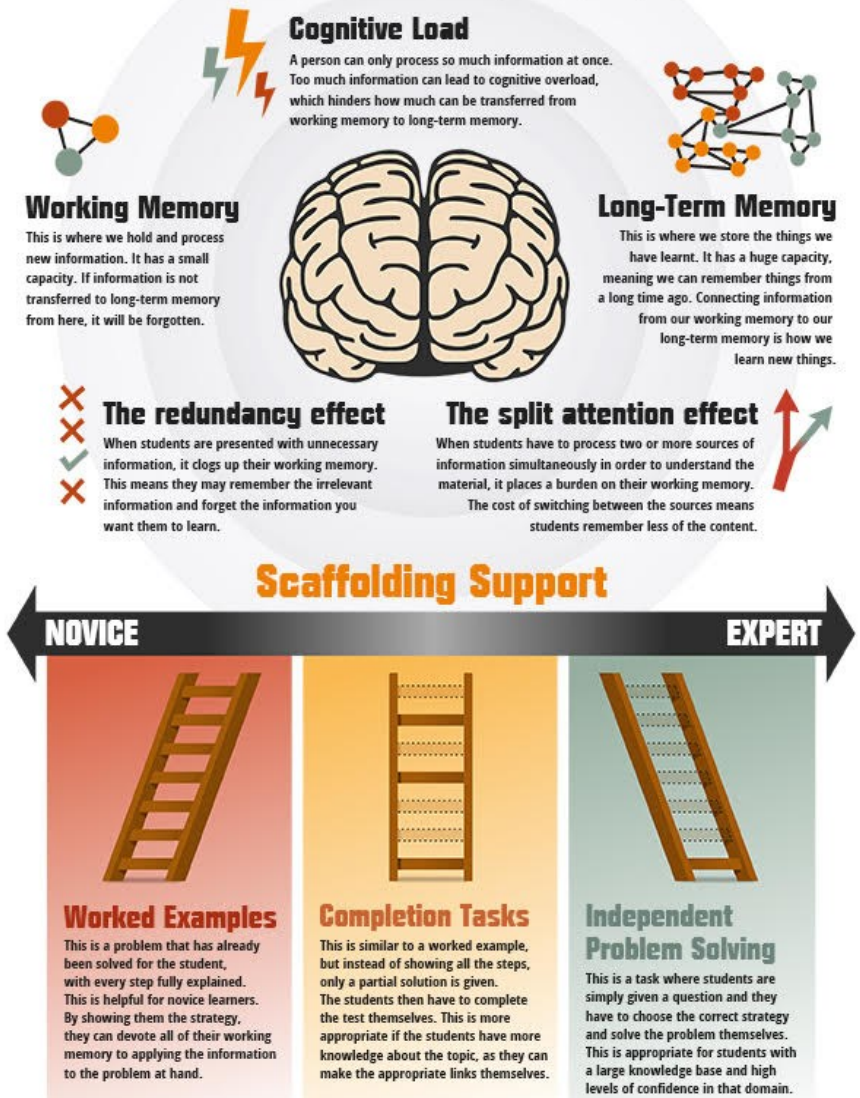 Cognitive Load
A person can only process so much information at once.
Too much information can lead to cognitive overload,
which hinders how much can be transferred from
working memory to long-term memory.
Working Memory
This is where we hold and process
new information. It has a small
capacity. If information is not
transferred to long-term memory
from here, it will be forgotten.
Long-Term Memory
This is where we store the things we
have learnt. It has a huge capacity,
meaning we can remember things from
a long time ago. Connecting information
from our working memory to our
long-term memory is how we
learn new things.
The redundancy effect
When students are presented with unnecessary
information, it clogs up their working memory.
This means they may remember the irrelevant
information and forget the information you
want them to learn.
The split attention effect
When students have to process two or more sources of
information simultaneously in order to understand the
material, it places a burden on their working memory.
The cost of switching between the sources means
students remember less of the content.
Scaffolding Support
NOVICE
EXPERT
Worked Examples
This is a problem that has already
been solved for the student,
with every step fully explained.
This is helpful for novice learners.
By showing them the strategy,
they can devote all of their working
memory to applying the information
to the problem at hand.
Completion Tasks
This is similar to a worked example,
but instead of showing all the steps,
only a partial solution is given.
The students then have to complete
the test themselves. This is more
appropriate if the students have more
knowledge about the topic, as they can
make the appropriate links themselves.
Independent
Problem Solving
This is a task where students are
simply given a question and they
have to choose the correct strategy
and solve the problem themselves.
This is appropriate for students with
a large knowledge base and high
levels of confidence in that domain.